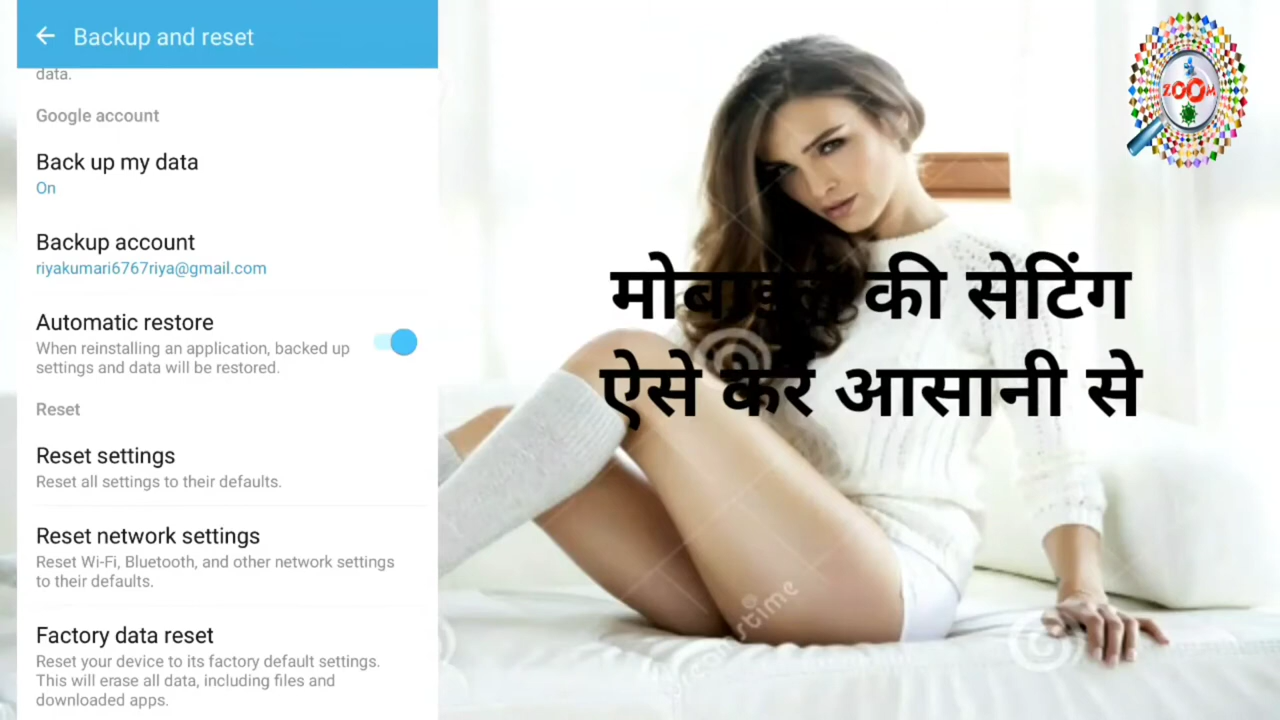 Backup and reset
data.
Google account
Back up my data
On
Backup account
riyakumari6767riya@gmail.com
Automatic restore
When reinstalling an application, backed up
settings and data will be restored.
Reset
Reset settings
Reset all settings to their defaults.
Reset network settings
Reset Wi-Fi, Bluetooth, and other network settings
to their defaults.
Factory data reset
Reset your device to its factory default settings.
This will erase all data, including files and
downloaded apps.
ZOOM
मोबाइल की सेटिंग
ऐसे करें आसानी से